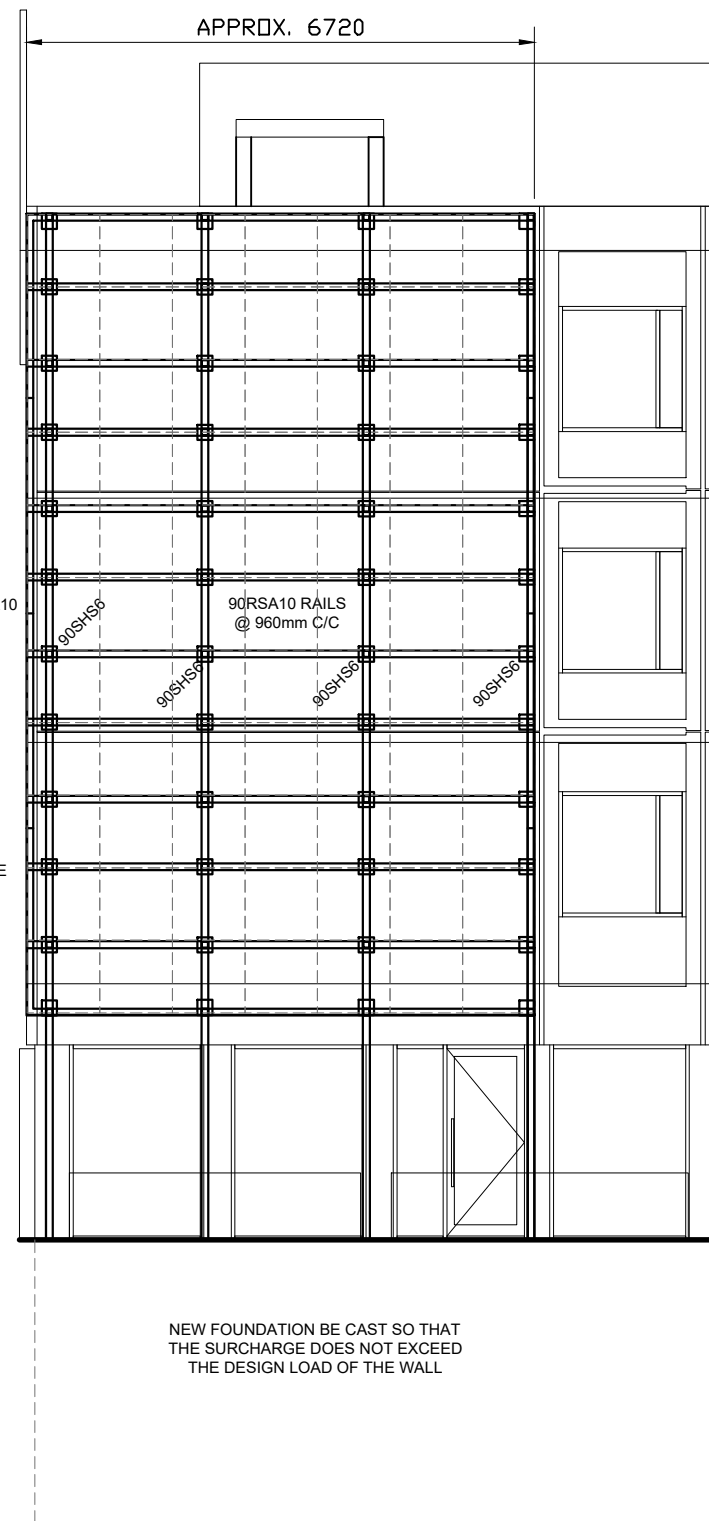 APPROX. 6720
10
90RSA10 RAILS
@ 960mm C/C
90SHS6
90SHS6
90SHS6
90SHS6
E
NEW FOUNDATION BE CAST SO THAT
THE SURCHARGE DOES NOT EXCEED
THE DESIGN LOAD OF THE WALL